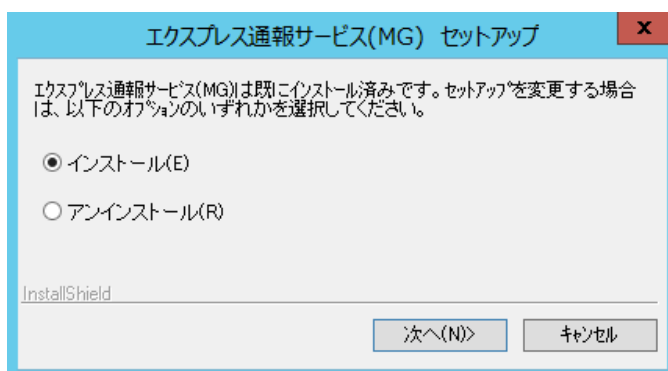 エクスプレス通報サービス(MG) セットアップ
x
エクスプレス通報サービス(MG)は既にインストール済みです。セットアップを変更する場合
は、以下のオプションのいずれかを選択してください。
インストール(E)
アンインストール(R)
InstallShield
次へ(N)>
キャンセル